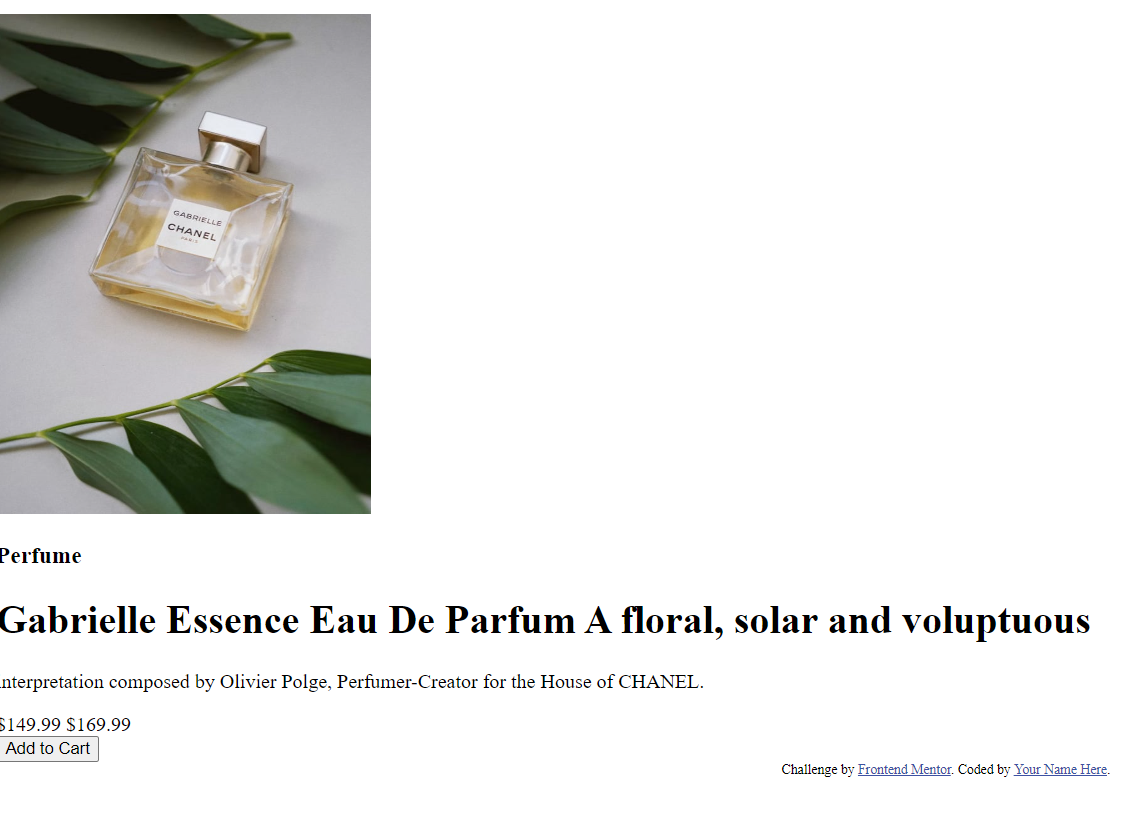 GABRIELLE
CHANEL
PARIS
Perfume
Gabrielle Essence Eau De Parfum A floral, solar and voluptuous
interpretation composed by Olivier Polge, Perfumer-Creator for the House of CHANEL.
$149.99 $169.99
Add to Cart
Challenge by Frontend Mentor. Coded by Your Name Here.